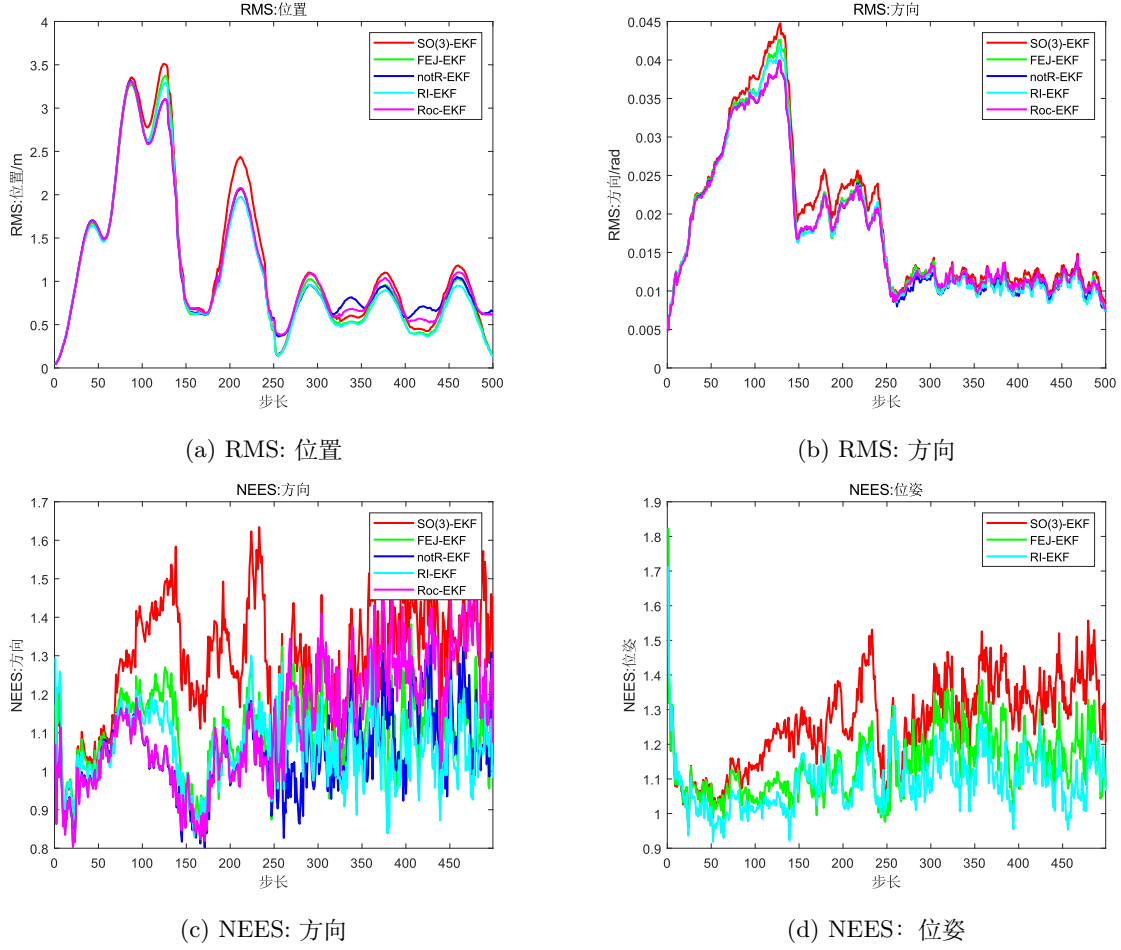 RMS:位置
RMS:位置/m
4
3.5
3
2.5
2
1.5
1
0.5
0
SO(3)-EKF
FEJ-EKF
notR-EKF
RI-EKF
Roc-EKF
0 50 100 150 200 250 300 350 400 450 500
步长
(a) RMS: 位置
RMS:方向
RMS:方向/rad
0.045
0.04
0.035
0.03
0.025
0.02
0.015
0.01
0.005
0
SO(3)-EKF
FEJ-EKF
notR-EKF
RI-EKF
Roc-EKF
0 50 100 150 200 250 300 350 400 450 500
步长
(b) RMS: 方向
NEES:方向
NEES:方向
1.7
1.6
1.5
1.4
1.3
1.2
1.1
1
0.9
0.8
SO(3)-EKF
FEJ-EKF
notR-EKF
RI-EKF
Roc-EKF
0 50 100 150 200 250 300 350 400 450
步长
(c) NEES: 方向
NEES:位姿
NEES:位姿
1.9
1.8
1.7
1.6
1.5
1.4
1.3
1.2
1.1
1
0.9
SO(3)-EKF
FEJ-EKF
RI-EKF
0 50 100 150 200 250 300 350 400 450
步长
(d) NEES: 位姿